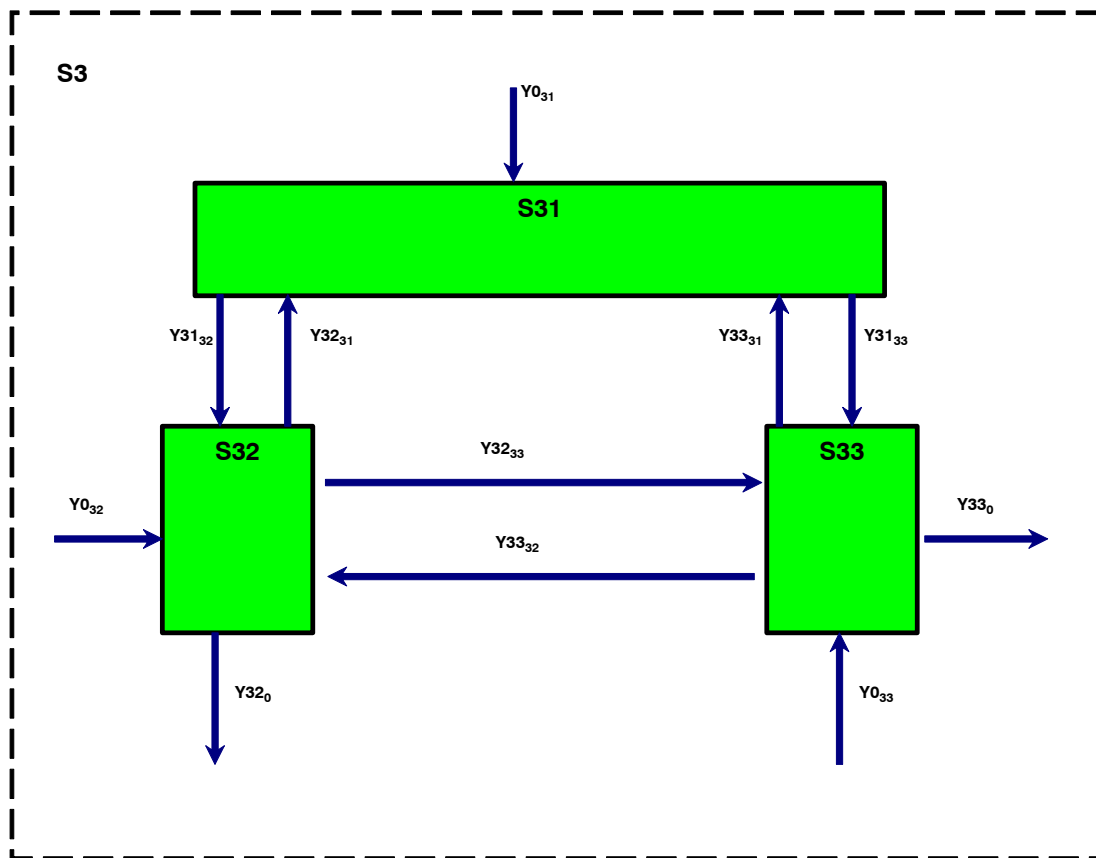 S3
Y0₃₁
S31
Y31₃₂
Y32₃₁
Y33₃₁
Y31₃₃
S32
S33
Y32₃₃
Y0₃₂
Y33₀
Y33₃₂
Y32₀
Y0₃₃